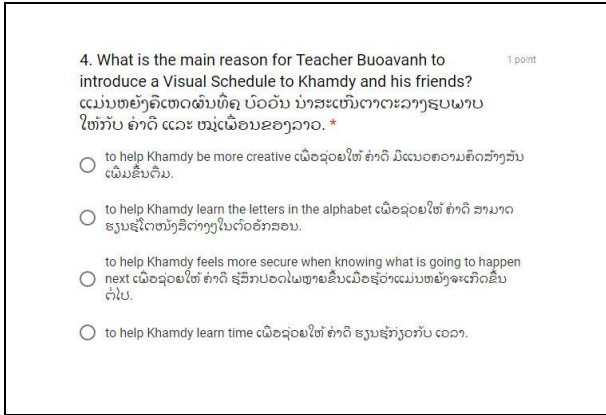 4. What is the main reason for Teacher Buoavanh to
1 point
introduce a Visual Schedule to Khamdy and his friends?
ແມ່ນຫຍັງຄືເຫດຜົນທີ່ຄູ ບົວວັນ ນໍາສະເໜີຕາຕະລາງຮູບພາບ
ໃຫ້ກັບ ຄໍາດີ ແລະ ໝູ່ເພື່ອນຂອງລາວ. *
to help Khamdy be more creative ເພື່ອຊ່ວຍໃຫ້ ຄໍາດີ ມີແນວຄວາມຄິດສ້າງສັນ
ເພີ່ມຂຶ້ນຕື່ມ.
to help Khamdy learn the letters in the alphabet ເພື່ອຊ່ວຍໃຫ້ ຄໍາດີ ສາມາດ
ຮຽນຮູ້ໂຕໜັງສືຕ່າງໆໃນຕົວອັກສອນ.
to help Khamdy feels more secure when knowing what is going to happen
next ເພື່ອຊ່ວຍໃຫ້ ຄໍາດີ ຮູ້ສຶກປອດໄພຫຼາຍຂຶ້ນເມື່ອຮູ້ວ່າແມ່ນຫຍັງຈະເກີດຂຶ້ນ
ຕໍ່ໄປ.
to help Khamdy learn time ເພື່ອຊ່ວຍໃຫ້ ຄໍາດີ ຮຽນຮູ້ກ່ຽວກັບ ເວລາ.